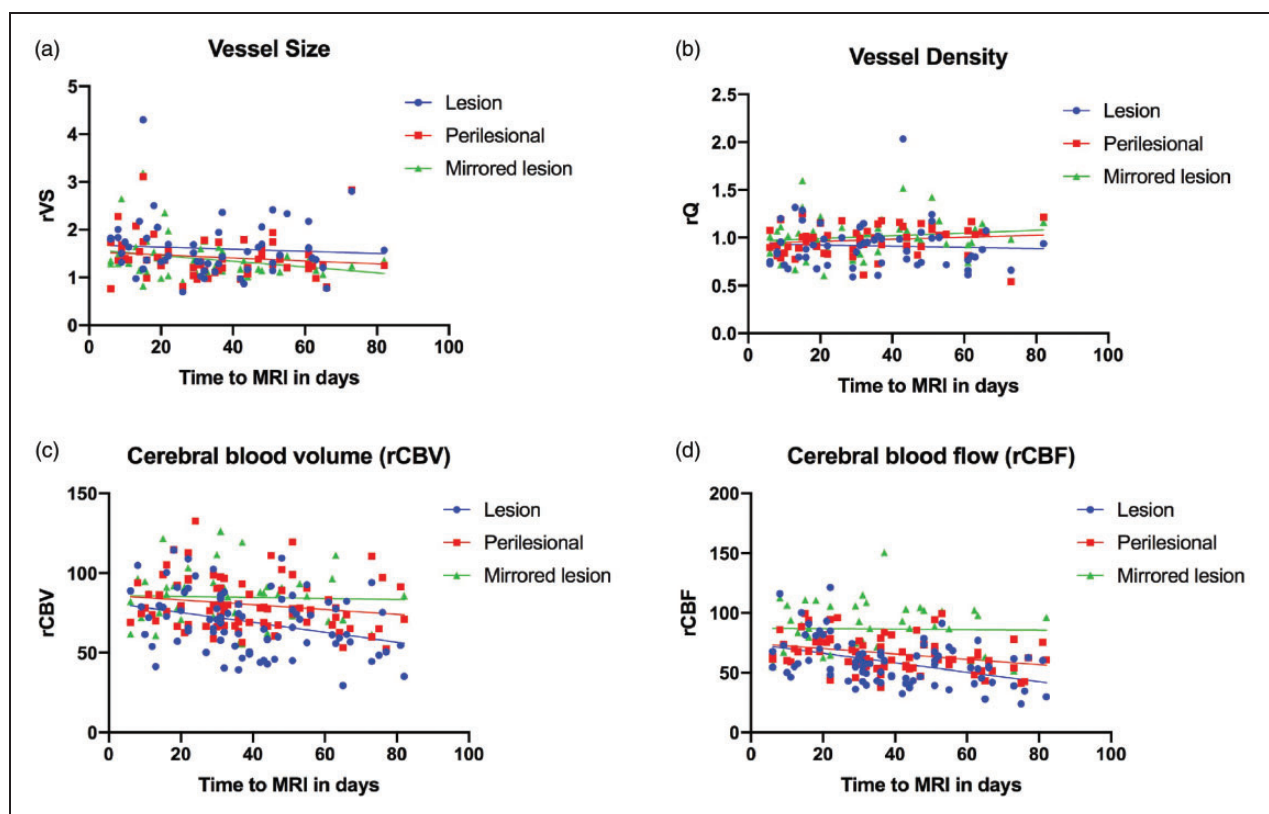 (a)
Vessel Size
5
4
3
2
1
0
rVS
0 20 40 60 80 100
Time to MRI in days
Lesion
Perilesional
Mirrored lesion
(b)
Vessel Density
2.5
2.0
1.5
1.0
0.5
0.0
rQ
0 20 40 60 80 100
Time to MRI in days
Lesion
Perilesional
Mirrored lesion
(c)
Cerebral blood volume (rCBV)
150
100
50
0
rCBV
0 20 40 60 80 100
Time to MRI in days
Lesion
Perilesional
Mirrored lesion
(d)
Cerebral blood flow (rCBF)
200
150
100
50
0
rCBF
0 20 40 60 80 100
Time to MRI in days
Lesion
Perilesional
Mirrored lesion